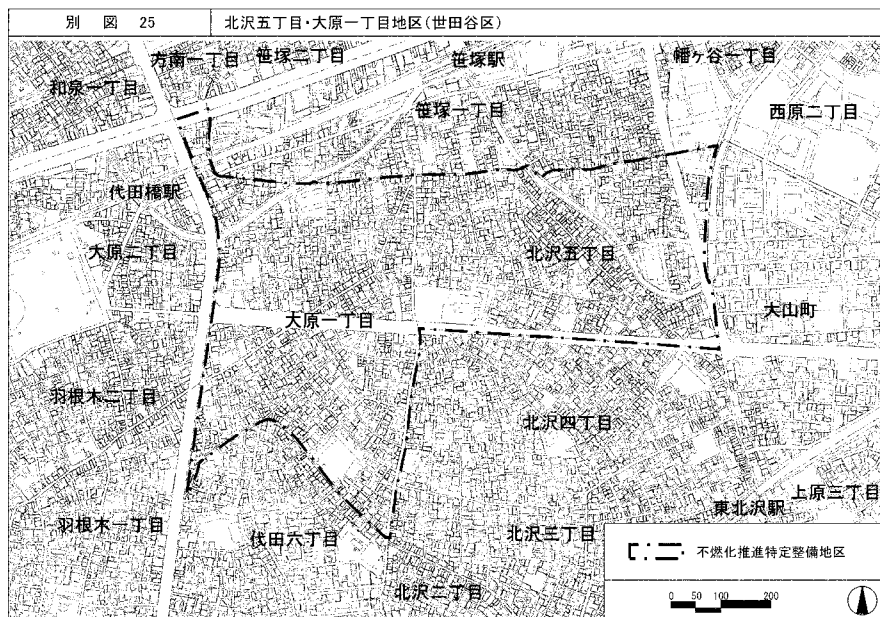 別 図 25
北沢五丁目・大原一丁目地区(世田谷区)
方南一丁目
笹塚二丁目
笹塚駅
幡ヶ谷一丁目
和泉一丁目
笹塚一丁目
西原二丁目
代田橋駅
大原二丁目
北沢五丁目
大原一丁目
大山町
羽根木二丁目
北沢四丁目
上原三丁目
東北沢駅
羽根木一丁目
代田六丁目
北沢三丁目
北沢二丁目
不燃化推進特定整備地区
0 50 100 200